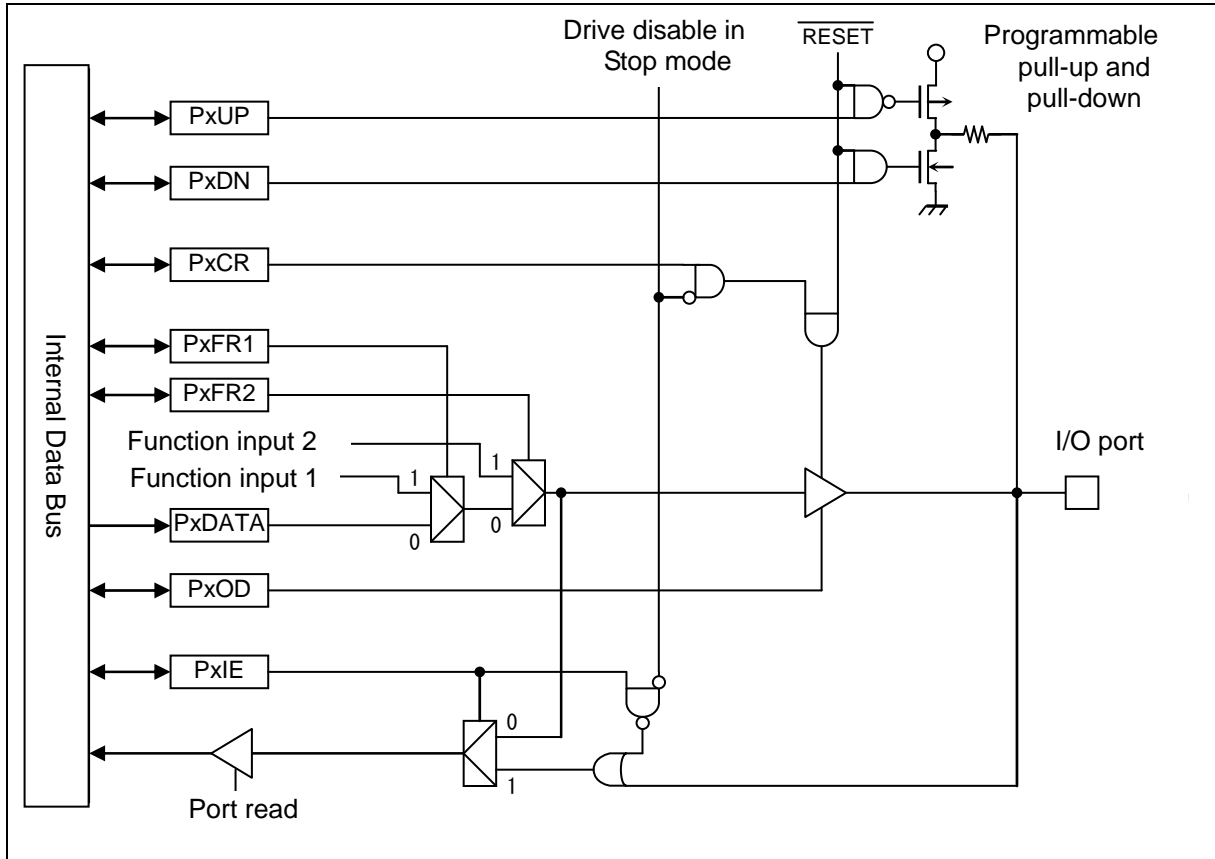 Drive disable in
Stop mode
RESET
Programmable
pull-up and
pull-down
PxUP
PxDN
PxCR
PxFR1
PxFR2
Internal Data Bus
Function input 2
Function input 1
1
1
0
0
I/O port
PxDATA
PxOD
PxIE
0
1
Port read